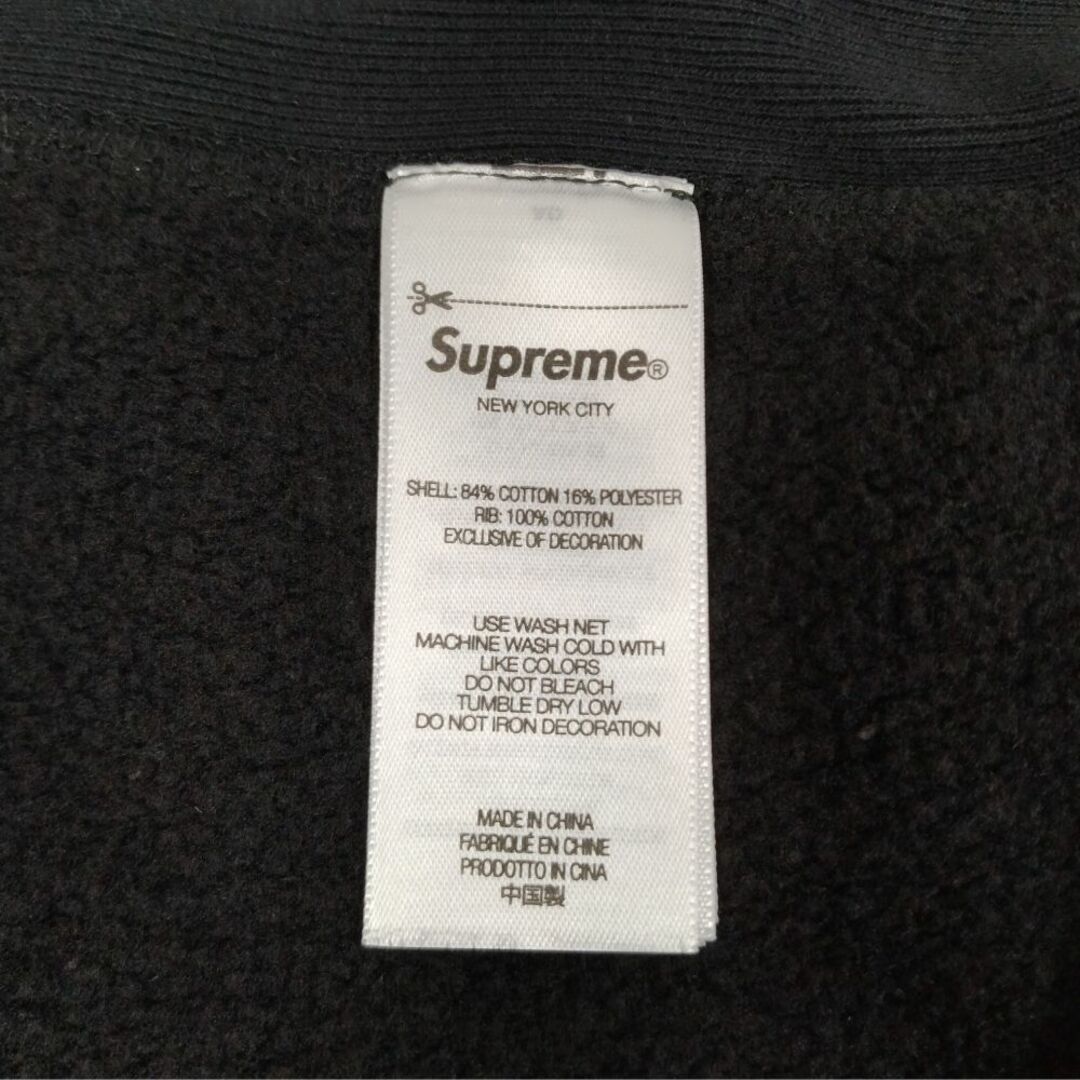 Supreme®
NEW YORK CITY
SHELL: 84% COTTON 16% POLYESTER
RIB: 100% COTTON
EXCLUSIVE OF DECORATION
USE WASH NET
MACHINE WASH COLD WITH
LIKE COLORS
DO NOT BLEACH
TUMBLE DRY LOW
DO NOT IRON DECORATION
MADE IN CHINA
FABRIQUÉ EN CHINE
PRODOTTO IN CINA
中国製